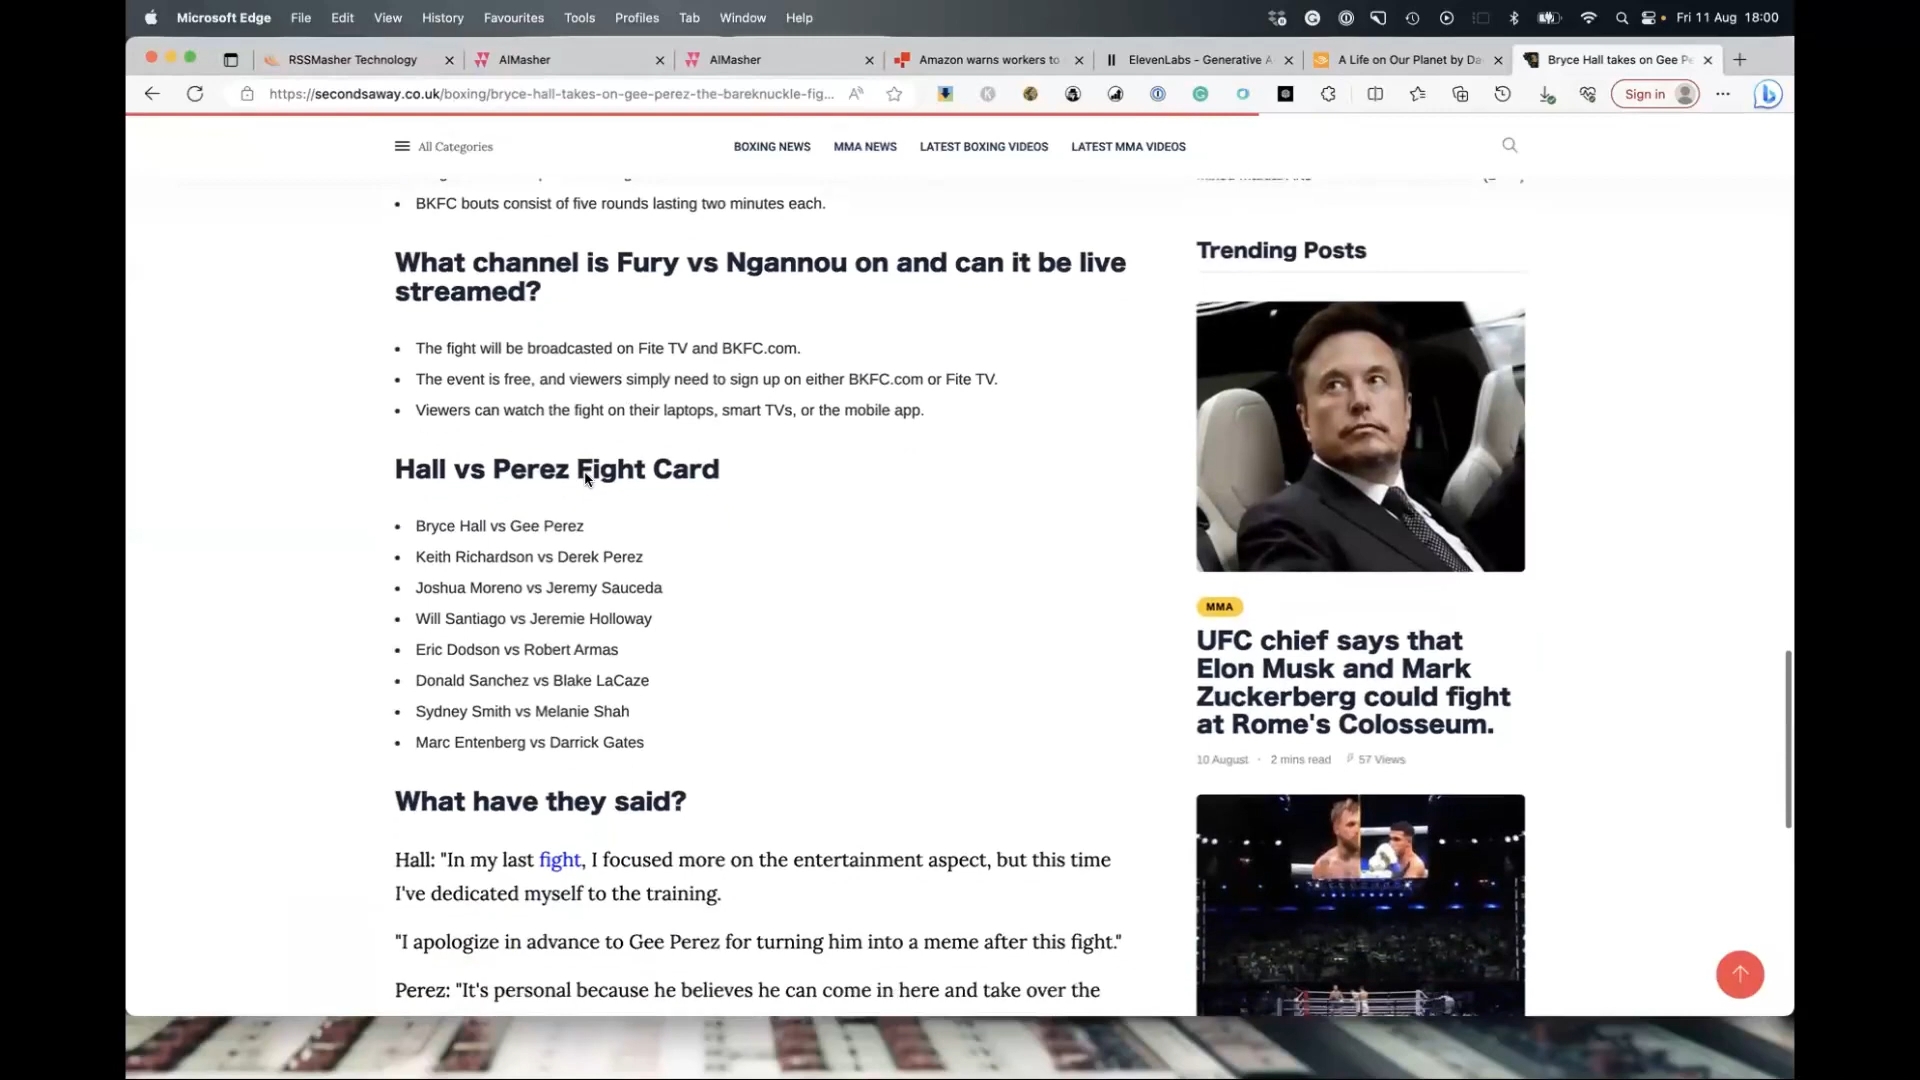 Microsoft Edge File Edit View History Favourites Tools Profiles Tab Window Help Fri 11 Aug 18:00
RSSMasher Technology AIMasher AIMasher Amazon warns workers to ElevenLabs - Generative A A Life on Our Planet by Da Bryce Hall takes on Gee Pe
https://secondsaway.co.uk/boxing/bryce-hall-takes-on-gee-perez-the-bareknuckle-fig... Sign in
All Categories BOXING NEWS MMA NEWS LATEST BOXING VIDEOS LATEST MMA VIDEOS
• BKFC bouts consist of five rounds lasting two minutes each.
What channel is Fury vs Ngannou on and can it be live
streamed?
• The fight will be broadcasted on Fite TV and BKFC.com.
• The event is free, and viewers simply need to sign up on either BKFC.com or Fite TV.
• Viewers can watch the fight on their laptops, smart TVs, or the mobile app.
Hall vs Perez Fight Card
• Bryce Hall vs Gee Perez
• Keith Richardson vs Derek Perez
• Joshua Moreno vs Jeremy Sauceda
• Will Santiago vs Jeremie Holloway
• Eric Dodson vs Robert Armas
• Donald Sanchez vs Blake LaCaze
• Sydney Smith vs Melanie Shah
• Marc Entenberg vs Darrick Gates
What have they said?
Hall: "In my last fight, I focused more on the entertainment aspect, but this time
I've dedicated myself to the training.
"I apologize in advance to Gee Perez for turning him into a meme after this fight."
Perez: "It's personal because he believes he can come in here and take over the
Trending Posts
MMA
UFC chief says that
Elon Musk and Mark
Zuckerberg could fight
at Rome's Colosseum.
10 August · 2 mins read 57 Views